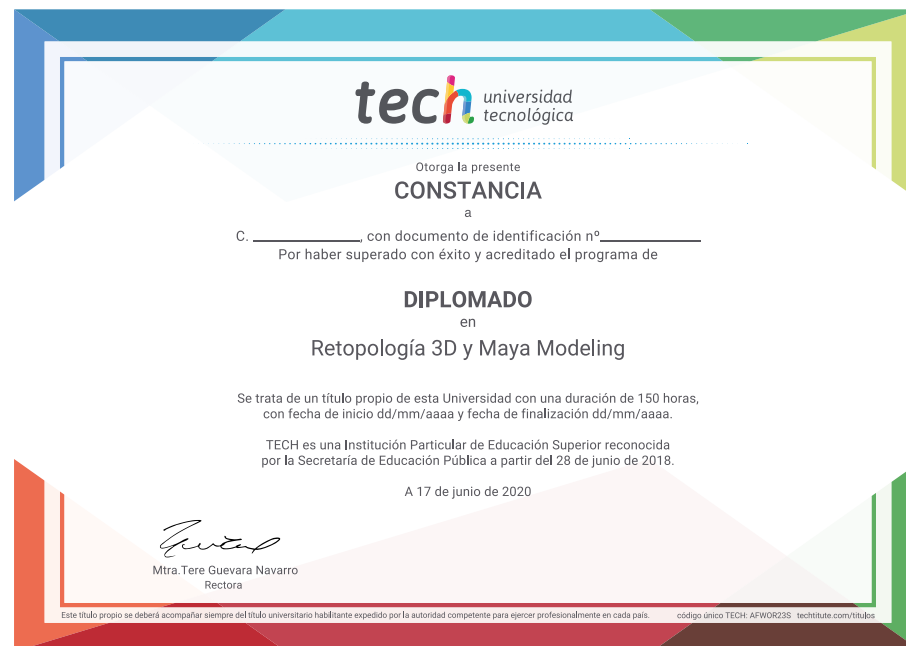 tech universidad
tecnológica
Otorga la presente
CONSTANCIA
a
C. ____________, con documento de identificación nº____________
Por haber superado con éxito y acreditado el programa de
DIPLOMADO
en
Retopología 3D y Maya Modeling
Se trata de un título propio de esta Universidad con una duración de 150 horas,
con fecha de inicio dd/mm/aaaa y fecha de finalización dd/mm/aaaa.
TECH es una Institución Particular de Educación Superior reconocida
por la Secretaría de Educación Pública a partir del 28 de junio de 2018.
A 17 de junio de 2020
Mtra.Tere Guevara Navarro
Rectora
Este título propio se deberá acompañar siempre del título universitario habilitante expedido por la autoridad competente para ejercer profesionalmente en cada país. código único TECH: AFWOR23S techtitute.com/titulos